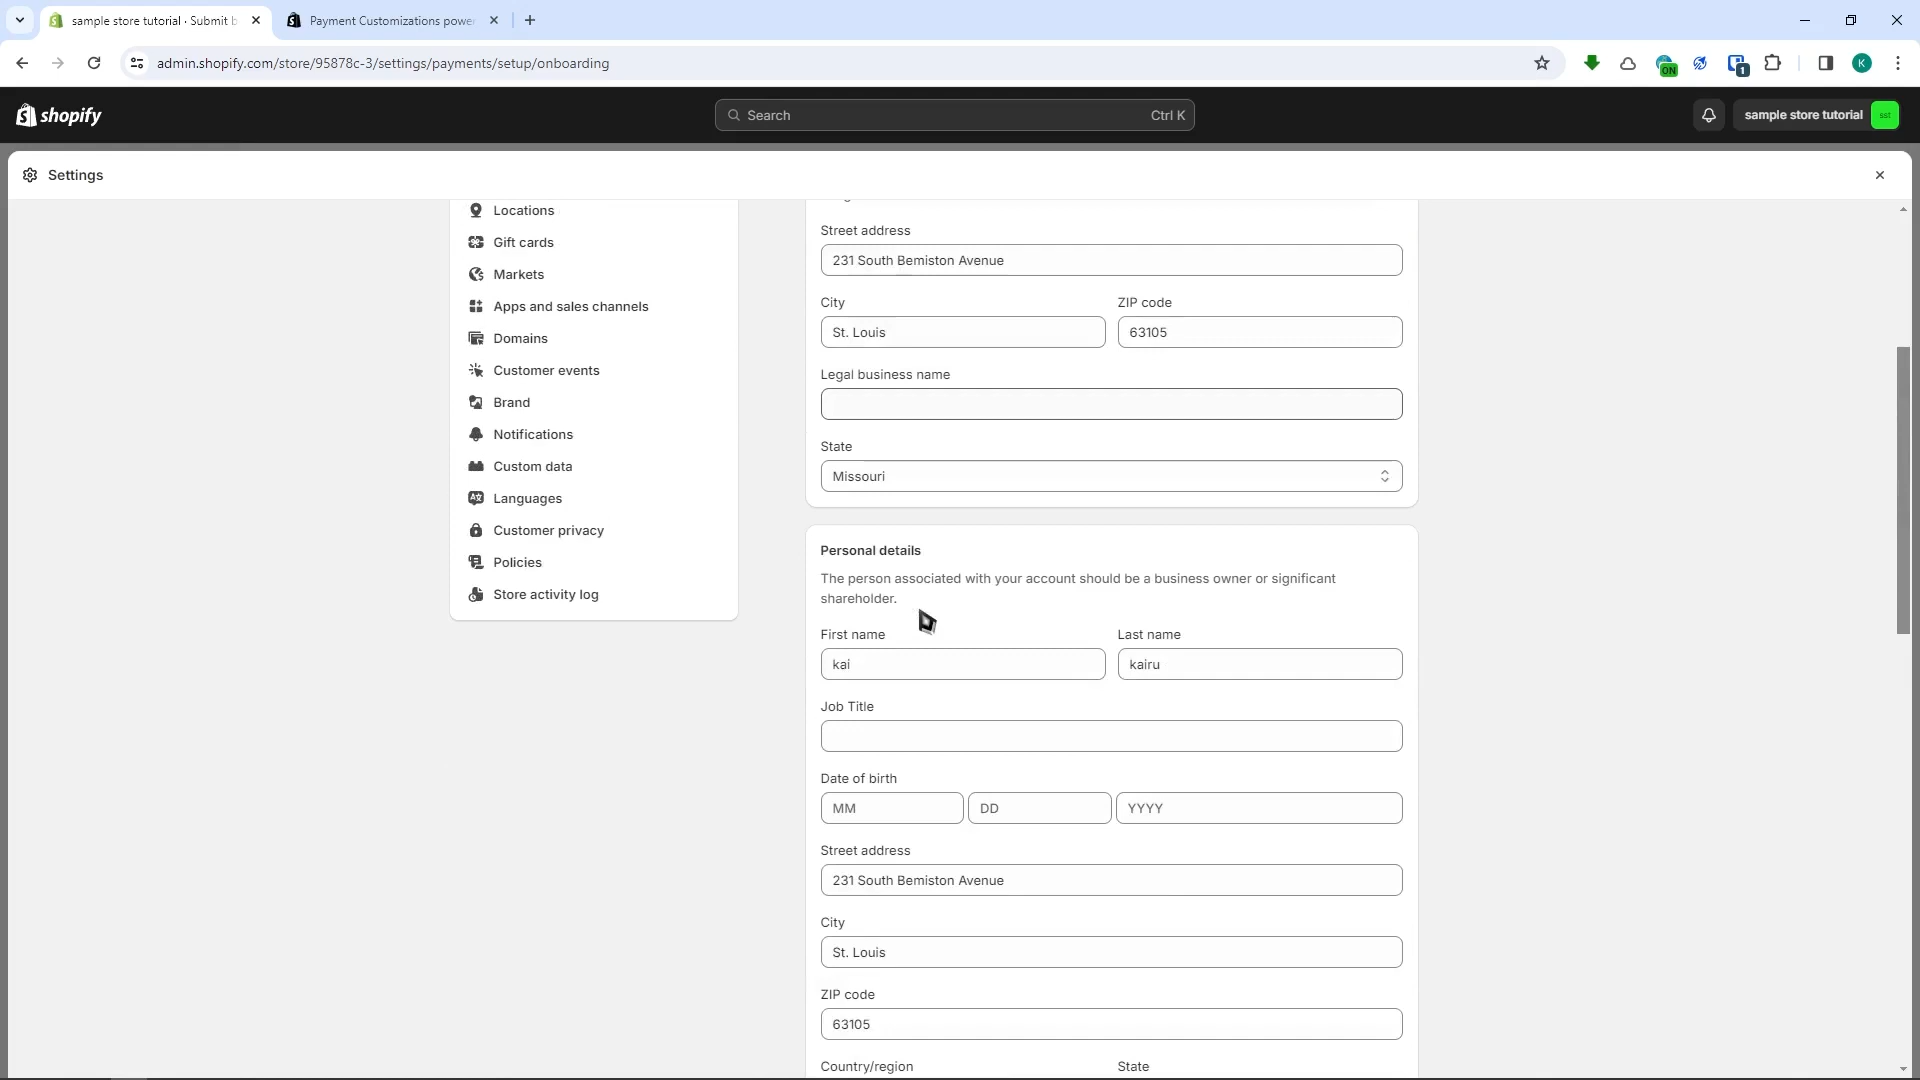 sample store tutorial · Submit b
Payment Customizations powe
admin.shopify.com/store/95878c-3/settings/payments/setup/onboarding
ON
1
K
shopify
Search
Ctrl K
sample store tutorial
sst
Settings
Locations
Gift cards
Markets
Apps and sales channels
Domains
Customer events
Brand
Notifications
Custom data
Languages
Customer privacy
Policies
Store activity log
Street address
231 South Bemiston Avenue
City
ZIP code
St. Louis
63105
Legal business name
State
Missouri
Personal details
The person associated with your account should be a business owner or significant
shareholder.
First name
Last name
kai
kairu
Job Title
Date of birth
MM
DD
YYYY
Street address
231 South Bemiston Avenue
City
St. Louis
ZIP code
63105
Country/region
State